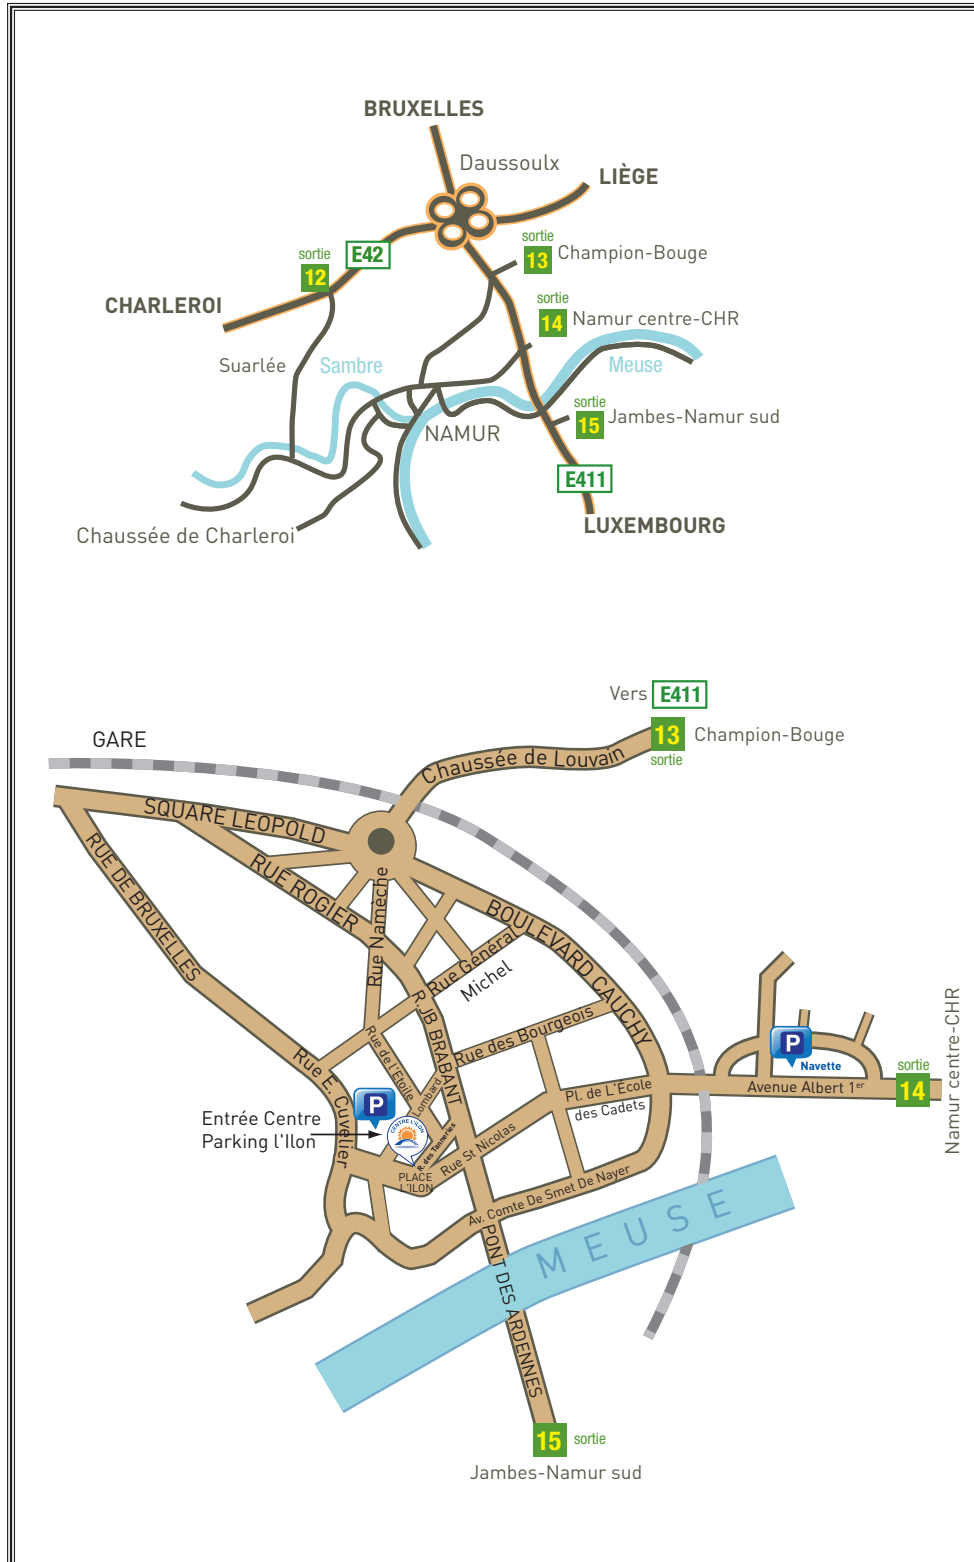 BRUXELLES
Daussoulx
LIÈGE
sortie
13
Champion-Bouge
sortie
12
E42
CHARLEROI
sortie
14
Namur centre-CHR
Suarlée
Sambre
Meuse
sortie
15
Jambes-Namur sud
NAMUR
E411
LUXEMBOURG
Chaussée de Charleroi
Vers E411
13
sortie
Champion-Bouge
GARE
Chaussée de Louvain
SQUARE LEOPOLD
RUE DE BRUXELLES
RUE ROGIER
Rue Namèche
BOULEVARD CAUCHY
Rue Général
Michel
R. JB BRABANT
Rue des Bourgeois
Rue de l'Etoile
Rue E. Cuvelier
Lombard
P
Navette
Pl. de L'École
des Cadets
Avenue Albert 1er
sortie
14
Namur centre-CHR
P
Entrée Centre
Parking l'Ilon
CENTRE L'ILON
R. des Tanneries
Rue St Nicolas
PLACE
L'ILON
Av. Comte De Smet De Nayer
MEUSE
PONT DES ARDENNES
15
sortie
Jambes-Namur sud